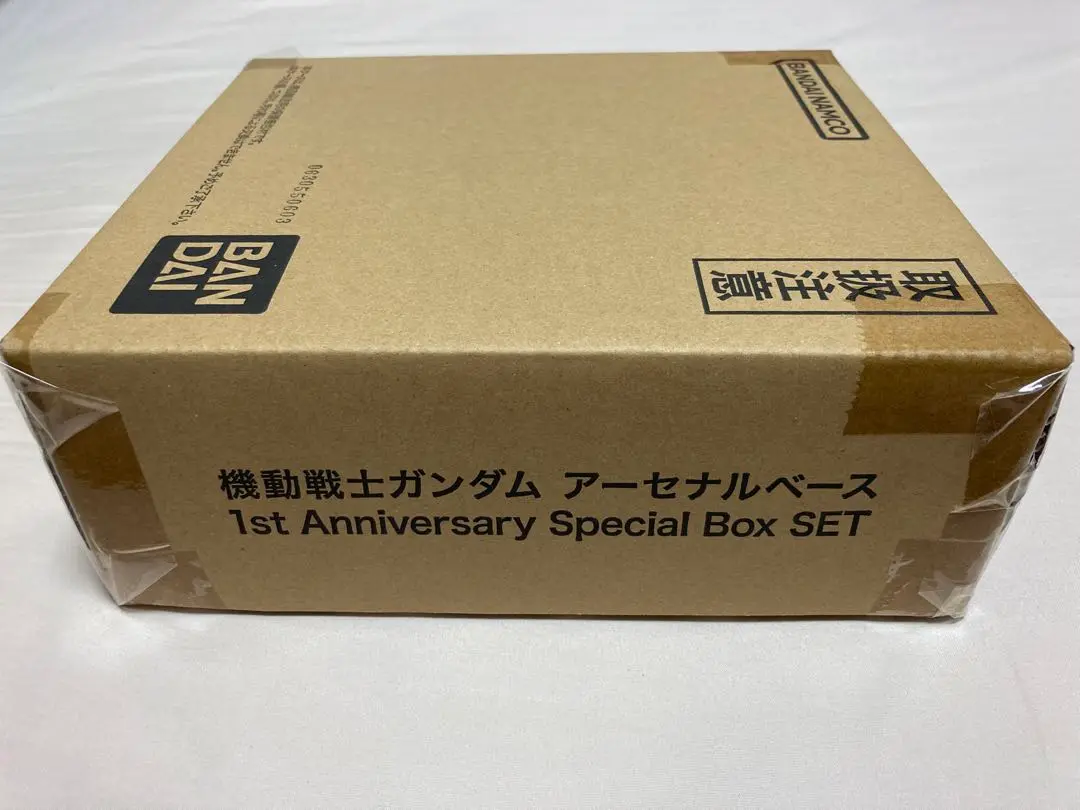 BANDAI NAMCO
0630550603
BAN
DAI
取扱注意
機動戦士ガンダム アーセナルベース
1st Anniversary Special Box SET